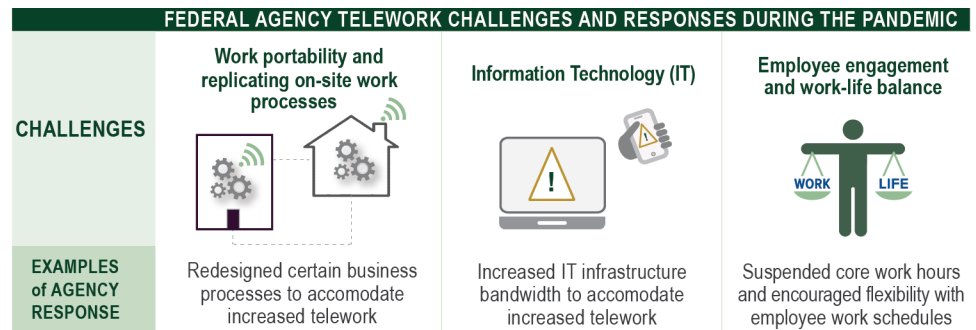 FEDERAL AGENCY TELEWORK CHALLENGES AND RESPONSES DURING THE PANDEMIC
CHALLENGES
Work portability and
replicating on-site work
processes
Information Technology (IT)
!
!
Employee engagement
and work-life balance
WORK
LIFE
EXAMPLES
of AGENCY
RESPONSE
Redesigned certain business
processes to accomodate
increased telework
Increased IT infrastructure
bandwidth to accomodate
increased telework
Suspended core work hours
and encouraged flexibility with
employee work schedules